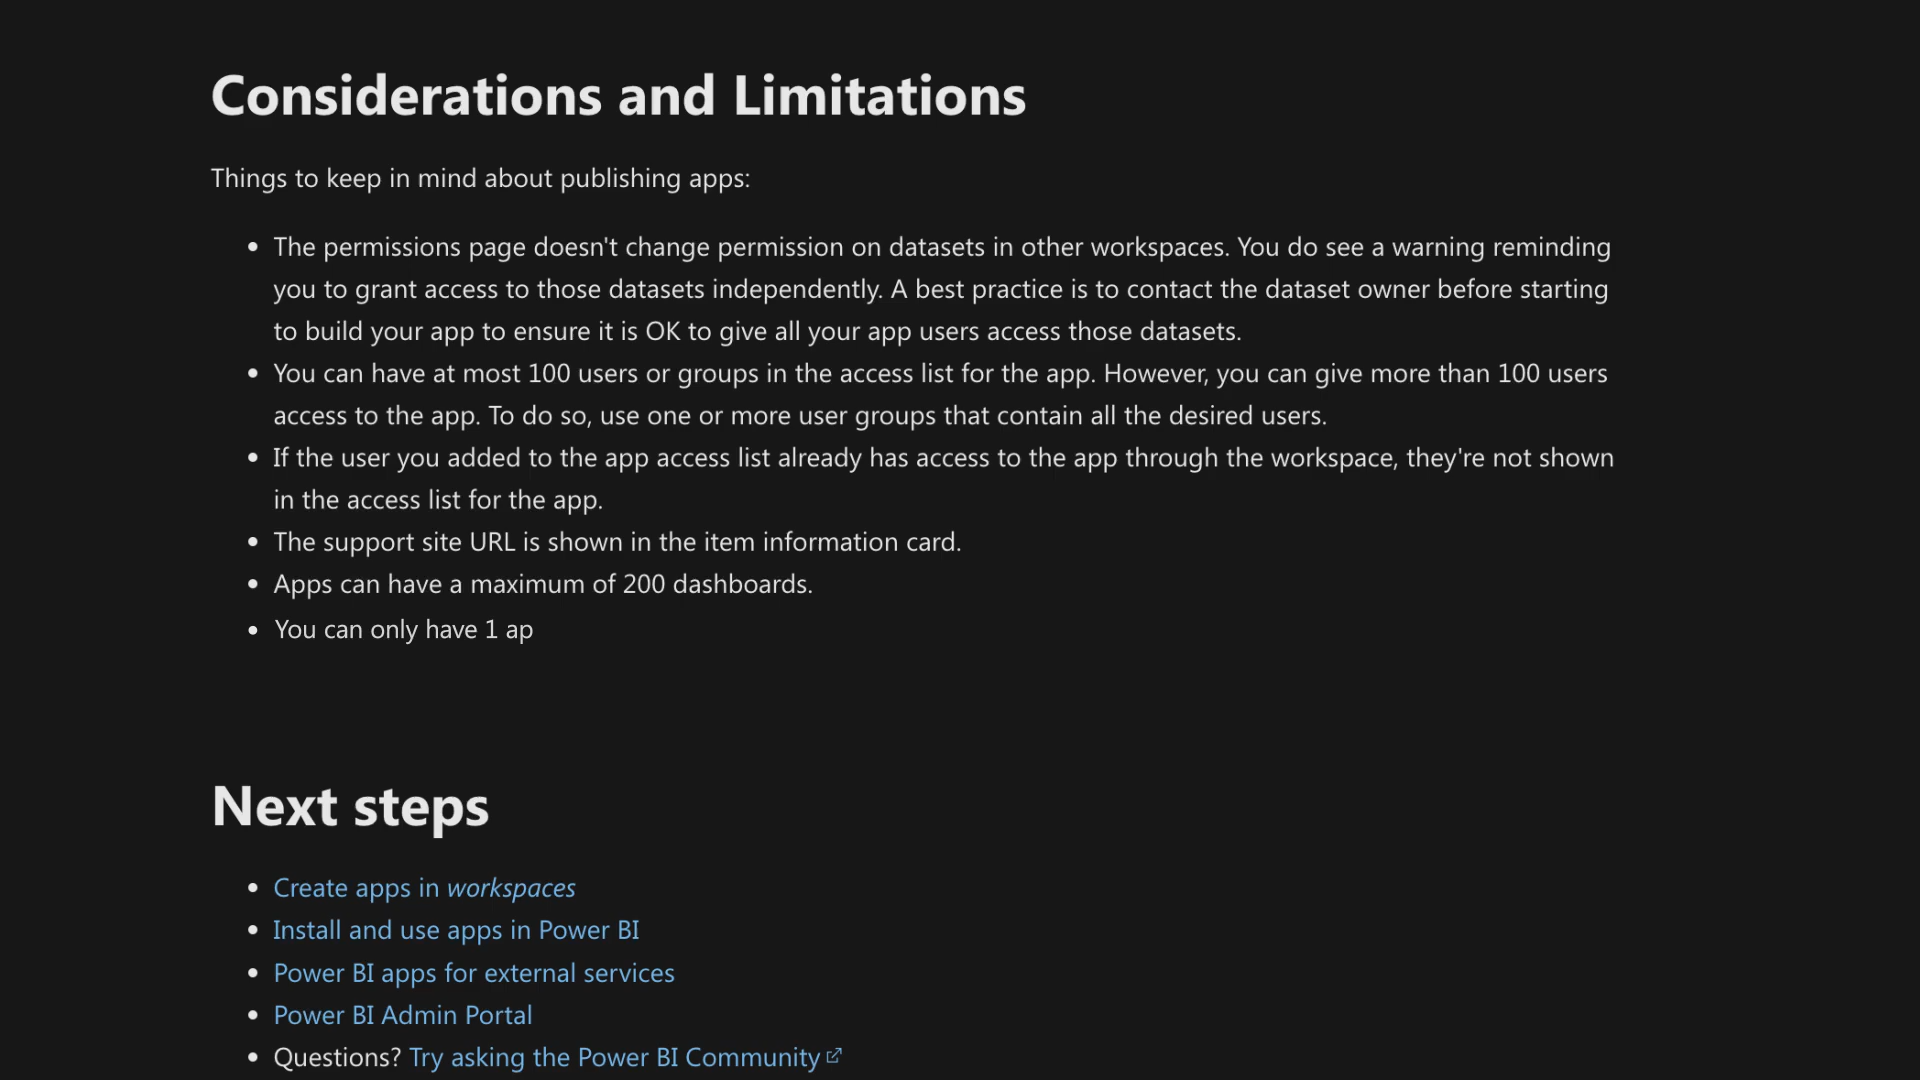 Considerations and Limitations
Things to keep in mind about publishing apps:
• The permissions page doesn't change permission on datasets in other workspaces. You do see a warning reminding
you to grant access to those datasets independently. A best practice is to contact the dataset owner before starting
to build your app to ensure it is OK to give all your app users access those datasets.
• You can have at most 100 users or groups in the access list for the app. However, you can give more than 100 users
access to the app. To do so, use one or more user groups that contain all the desired users.
• If the user you added to the app access list already has access to the app through the workspace, they're not shown
in the access list for the app.
• The support site URL is shown in the item information card.
• Apps can have a maximum of 200 dashboards.
• You can only have 1 ap
Next steps
• Create apps in workspaces
• Install and use apps in Power BI
• Power BI apps for external services
• Power BI Admin Portal
• Questions? Try asking the Power BI Community